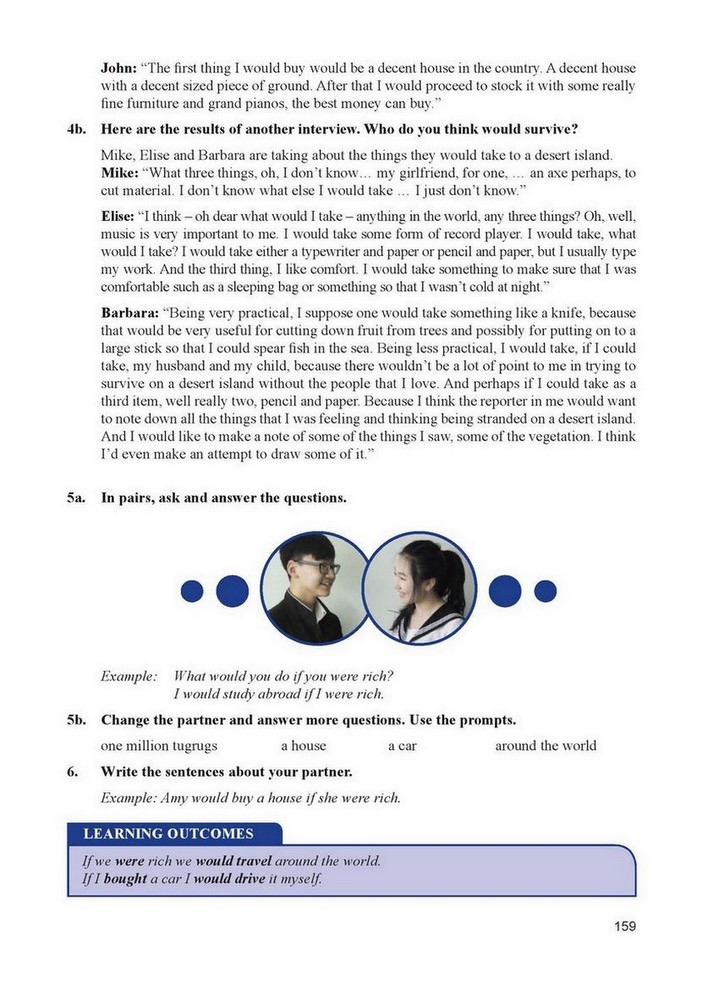 John: “The first thing I would buy would be a decent house in the country. A decent house
with a decent sized piece of ground. After that I would proceed to stock it with some really
fine furniture and grand pianos, the best money can buy.”
4b. Here are the results of another interview. Who do you think would survive?
Mike, Elise and Barbara are taking about the things they would take to a desert island.
Mike: “What three things, oh, I don’t know… my girlfriend, for one, … an axe perhaps, to
cut material. I don’t know what else I would take … I just don’t know.”
Elise: “I think – oh dear what would I take – anything in the world, any three things? Oh, well,
music is very important to me. I would take some form of record player. I would take, what
would I take? I would take either a typewriter and paper or pencil and paper, but I usually type
my work. And the third thing, I like comfort. I would take something to make sure that I was
comfortable such as a sleeping bag or something so that I wasn’t cold at night.”
Barbara: “Being very practical, I suppose one would take something like a knife, because
that would be very useful for cutting down fruit from trees and possibly for putting on to a
large stick so that I could spear fish in the sea. Being less practical, I would take, if I could
take, my husband and my child, because there wouldn’t be a lot of point to me in trying to
survive on a desert island without the people that I love. And perhaps if I could take as a
third item, well really two, pencil and paper. Because I think the reporter in me would want
to note down all the things that I was feeling and thinking being stranded on a desert island.
And I would like to make a note of some of the things I saw, some of the vegetation. I think
I’d even make an attempt to draw some of it.”
5a. In pairs, ask and answer the questions.
Example: What would you do if you were rich?
I would study abroad if I were rich.
5b. Change the partner and answer more questions. Use the prompts.
one million tugrugs a house a car around the world
6. Write the sentences about your partner.
Example: Amy would buy a house if she were rich.
LEARNING OUTCOMES
If we were rich we would travel around the world.
If I bought a car I would drive it myself.
159